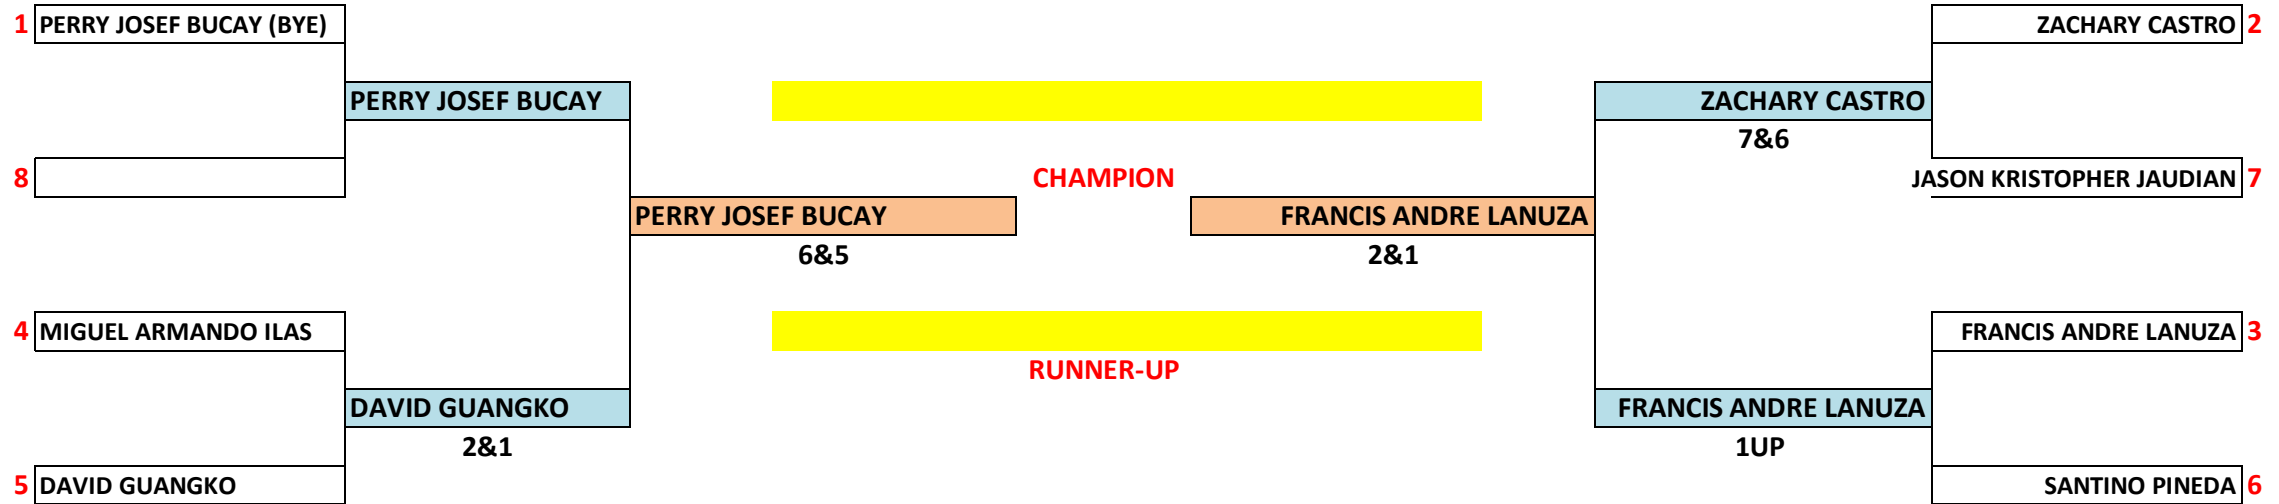 1 PERRY JOSEF BUCAY (BYE)
ZACHARY CASTRO 2
PERRY JOSEF BUCAY
ZACHARY CASTRO
7&6
8
CHAMPION
JASON KRISTOPHER JAUDIAN 7
PERRY JOSEF BUCAY
FRANCIS ANDRE LANUZA
6&5
2&1
4 MIGUEL ARMANDO ILAS
FRANCIS ANDRE LANUZA 3
RUNNER-UP
DAVID GUANGKO
FRANCIS ANDRE LANUZA
2&1
1UP
5 DAVID GUANGKO
SANTINO PINEDA 6